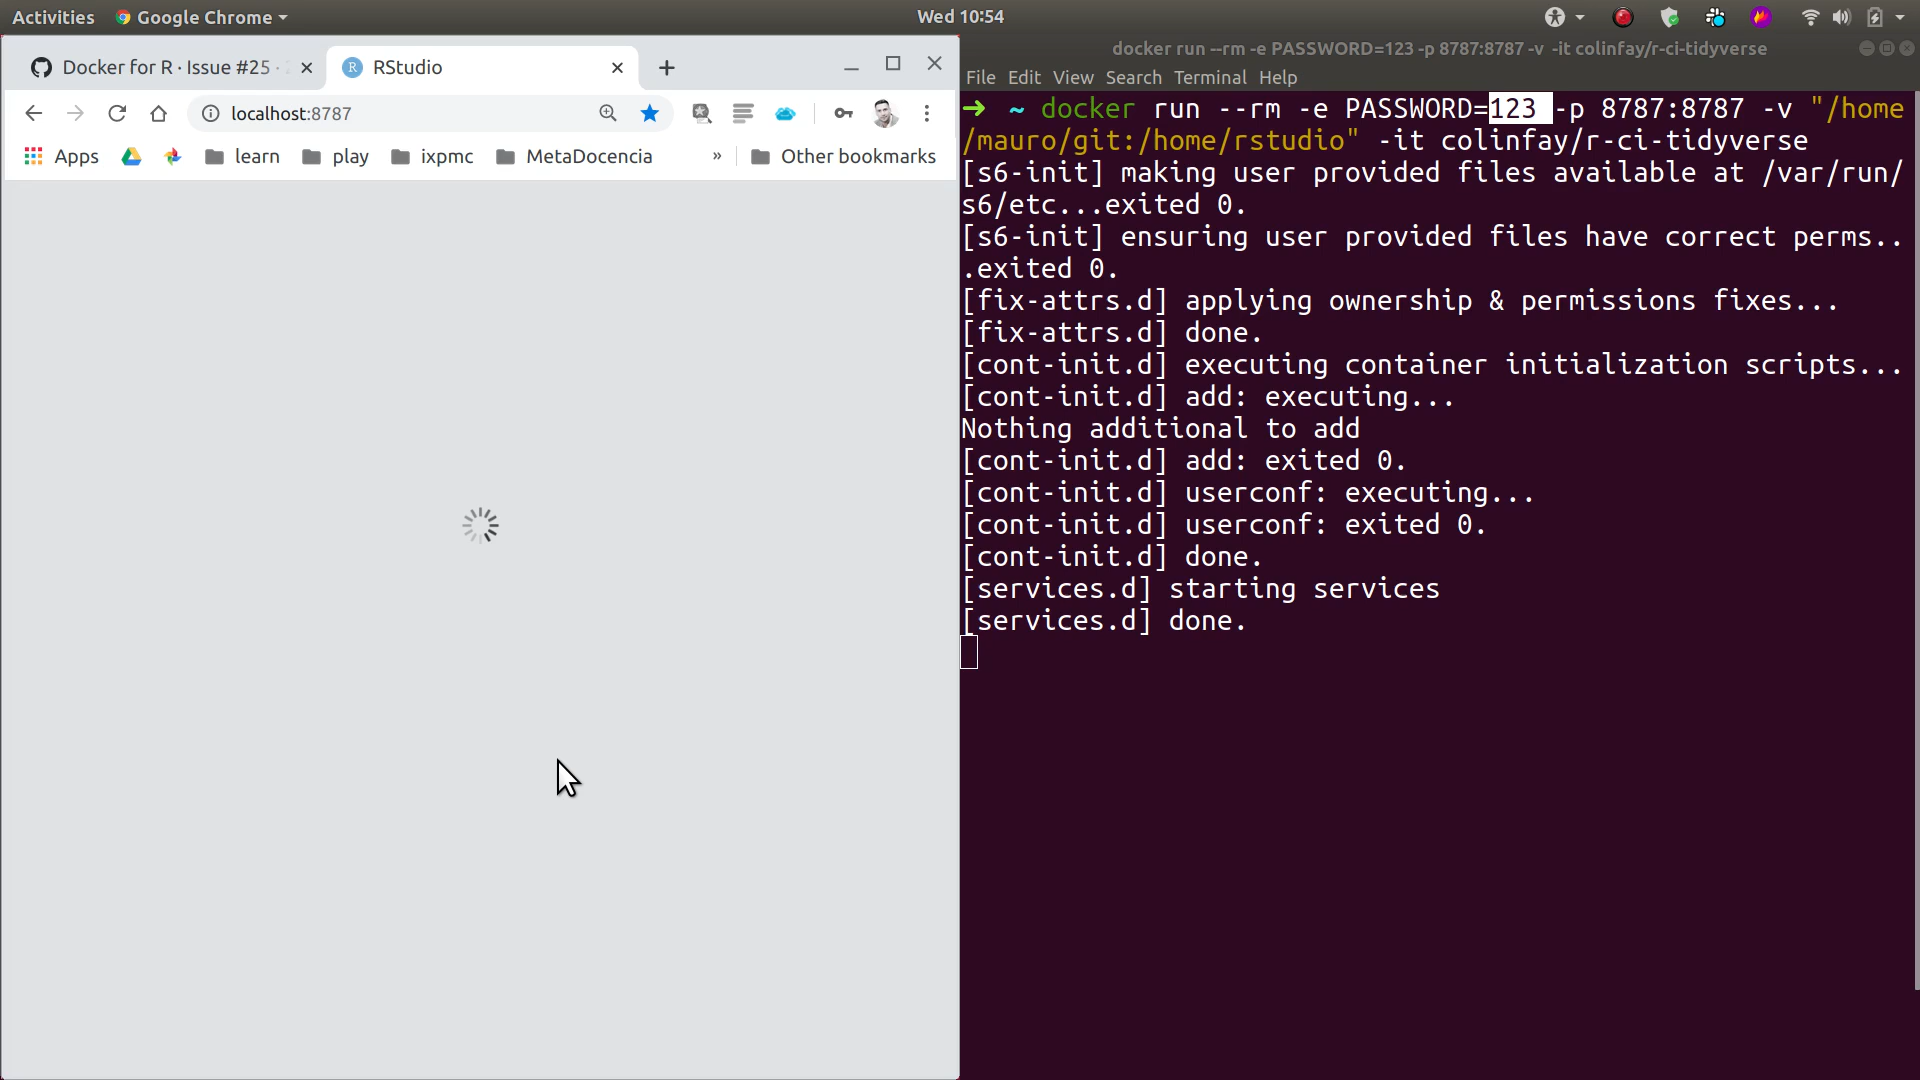 Activities
Google Chrome
Wed 10:54
Docker for R · Issue #25 ·
RStudio
localhost:8787
Apps
learn
play
ixpmc
MetaDocencia
»
Other bookmarks
docker run --rm -e PASSWORD=123 -p 8787:8787 -v  -it colinfay/r-ci-tidyverse
File Edit View Search Terminal Help
➜ ~ docker run --rm -e PASSWORD=123 -p 8787:8787 -v "/home
/mauro/git:/home/rstudio" -it colinfay/r-ci-tidyverse
[s6-init] making user provided files available at /var/run/
s6/etc...exited 0.
[s6-init] ensuring user provided files have correct perms..
.exited 0.
[fix-attrs.d] applying ownership & permissions fixes...
[fix-attrs.d] done.
[cont-init.d] executing container initialization scripts...
[cont-init.d] add: executing...
Nothing additional to add
[cont-init.d] add: exited 0.
[cont-init.d] userconf: executing...
[cont-init.d] userconf: exited 0.
[cont-init.d] done.
[services.d] starting services
[services.d] done.